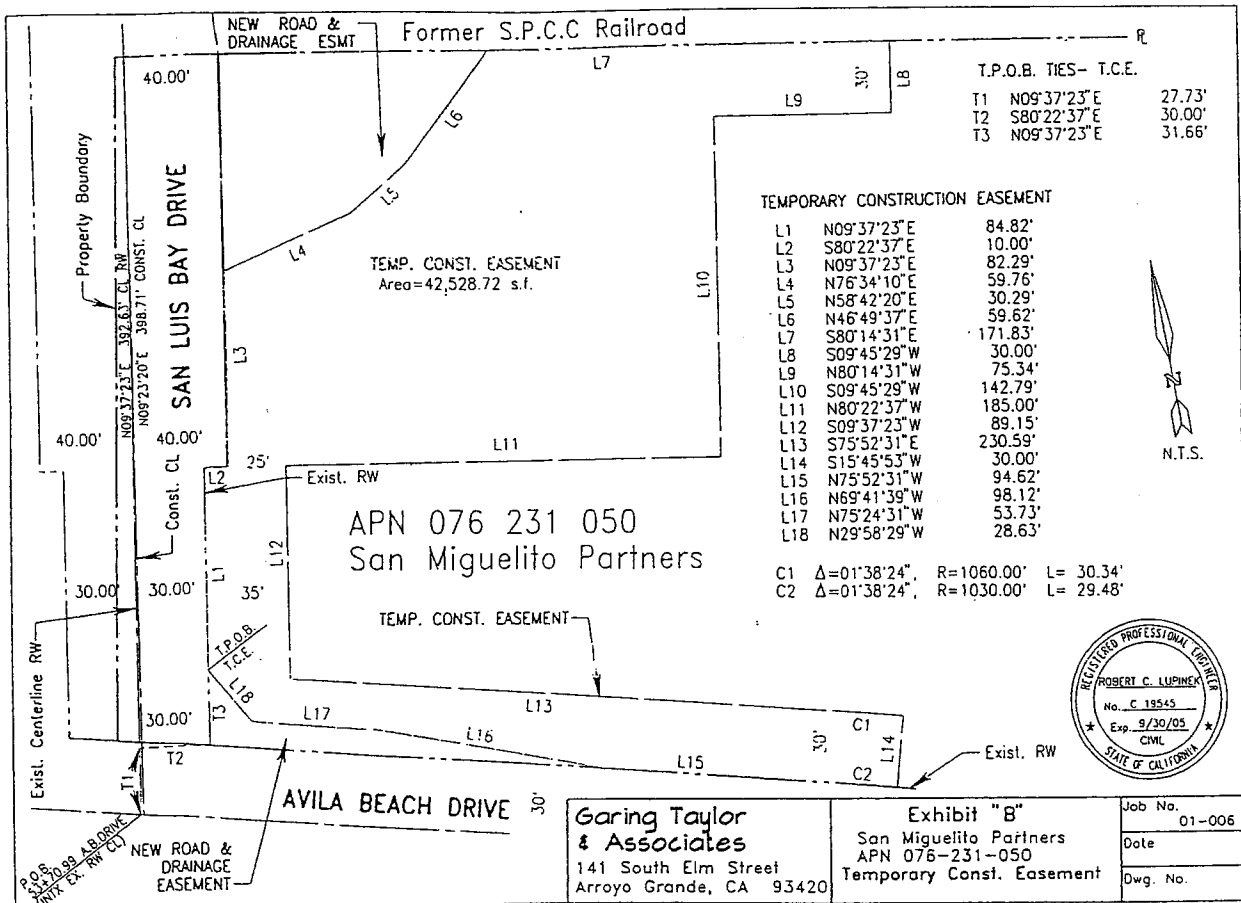 NEW ROAD &
DRAINAGE ESMT
Former S.P.C.C Railroad
40.00'
L7
30'
L8
L9
L6
L5
L4
T.P.O.B. TIES- T.C.E.
T1 N09°37'23"E 27.73'
T2 S80°22'37"E 30.00'
T3 N09°37'23"E 31.66'
Property Boundary
N09°37'23"E 392.63' CL RW
N09°23'20"E 398.71' CONST. CL
SAN LUIS BAY DRIVE
TEMP. CONST. EASEMENT
Area=42,528.72 s.f.
L3
L10
TEMPORARY CONSTRUCTION EASEMENT
L1 N09°37'23"E 84.82'
L2 S80°22'37"E 10.00'
L3 N09°37'23"E 82.29'
L4 N76°34'10"E 59.76'
L5 N58°42'20"E 30.29'
L6 N46°49'37"E 59.62'
L7 S80°14'31"E 171.83'
L8 S09°45'29"W 30.00'
L9 N80°14'31"W 75.34'
L10 S09°45'29"W 142.79'
L11 N80°22'37"W 185.00'
L12 S09°37'23"W 89.15'
L13 S75°52'31"E 230.59'
L14 S15°45'53"W 30.00'
L15 N75°52'31"W 94.62'
L16 N69°41'39"W 98.12'
L17 N75°24'31"W 53.73'
L18 N29°58'29"W 28.63'
C1 Δ=01°38'24", R=1060.00' L= 30.34'
C2 Δ=01°38'24", R=1030.00' L= 29.48'
N
N.T.S.
40.00'
40.00'
25'
L11
L2
Const. CL
Exist. RW
APN 076 231 050
San Miguelito Partners
L12
L1
30.00'
30.00'
35'
TEMP. CONST. EASEMENT
T.P.O.B.
T.C.E.
Exist. Centerline RW
L18
L13
C1
30.00'
T3
L17
L16
30'
L14
T2
L15
C2
Exist. RW
T1
AVILA BEACH DRIVE
30'
P.O.B.
53+70.99 A.B.DRIVE
(INTX EX. RW CL)
NEW ROAD &
DRAINAGE
EASEMENT
REGISTERED PROFESSIONAL ENGINEER
ROBERT C. LUPINEK
No. C 19545
Exp. 9/30/05
CIVIL
STATE OF CALIFORNIA
Garing Taylor
& Associates
141 South Elm Street
Arroyo Grande, CA 93420
Exhibit "B"
San Miguelito Partners
APN 076-231-050
Temporary Const. Easement
Job No.
01-006
Date
Dwg. No.